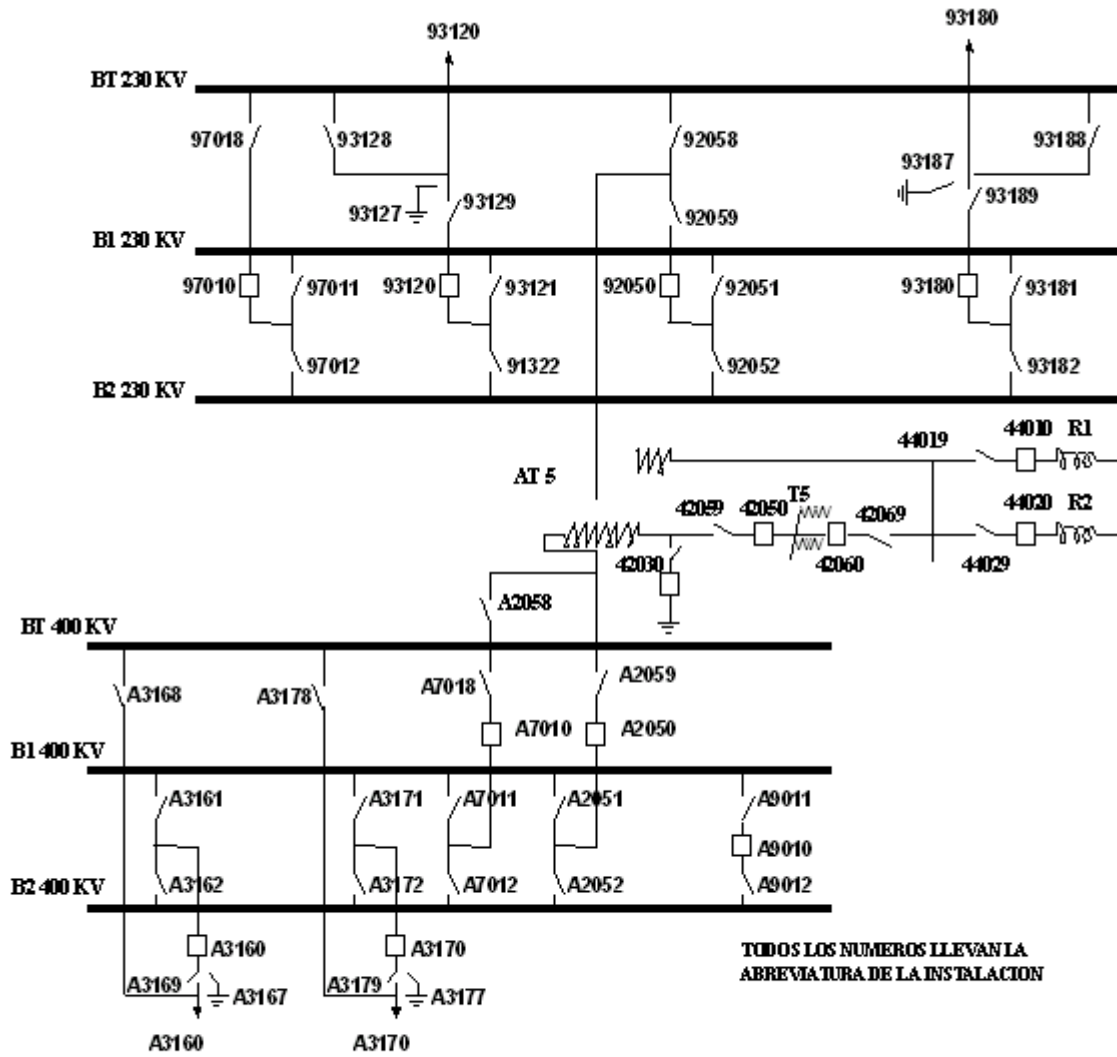 93120
93180
BT 230 KV
97018
93128
92058
93188
93187
93127
93129
92059
93189
B1 230 KV
97010
97011
93120
93121
92050
92051
93180
93181
97012
91322
92052
93182
B2 230 KV
44019
44010
R1
AT 5
42059
42050
T5
42069
44020
R2
42030
42060
44029
A2058
BT 400 KV
A3168
A3178
A7018
A2059
A7010
A2050
B1 400 KV
A3161
A3171
A7011
A2051
A9011
A9010
A3162
A3172
A7012
A2052
A9012
B2 400 KV
A3160
A3170
TODOS LOS NUMEROS LLEVAN LA
ABREVIATURA DE LA INSTALACION
A3169
A3167
A3179
A3177
A3160
A3170